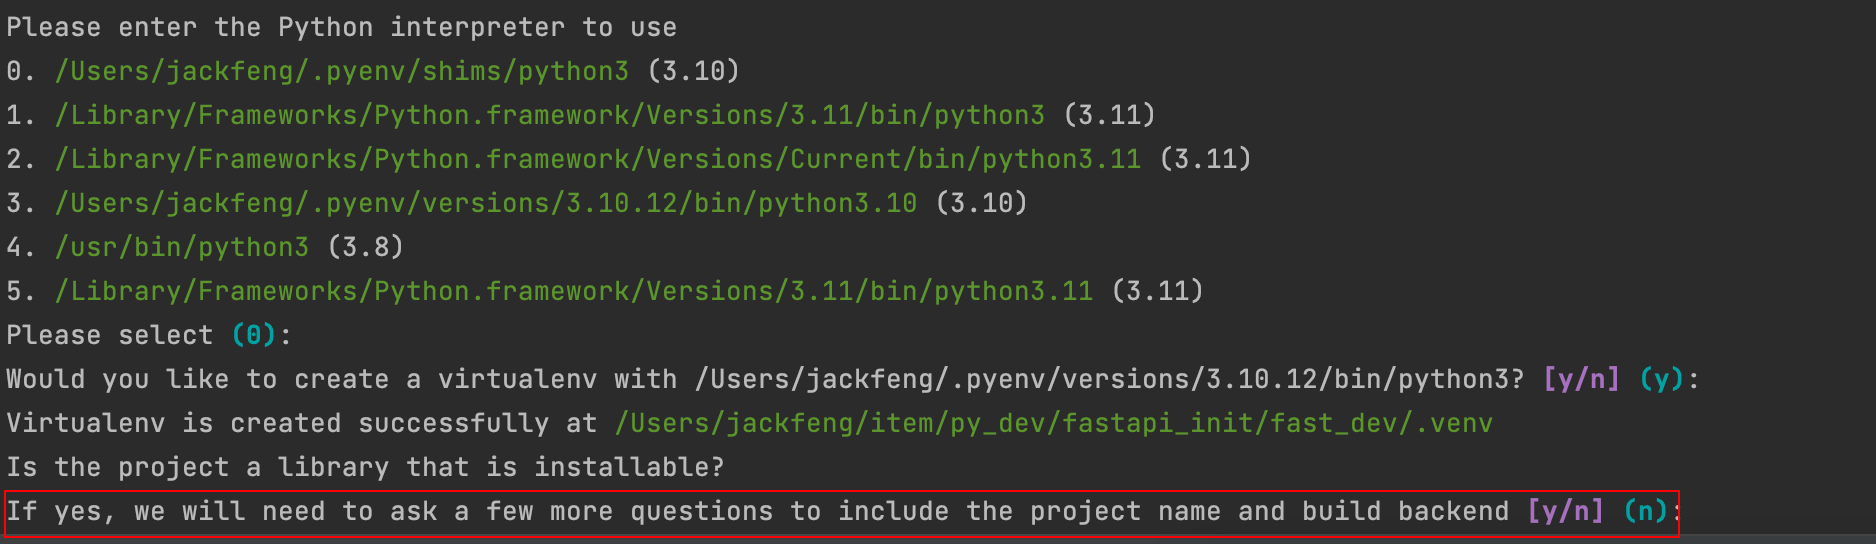 Please enter the Python interpreter to use
0. /Users/jackfeng/.pyenv/shims/python3 (3.10)
1. /Library/Frameworks/Python.framework/Versions/3.11/bin/python3 (3.11)
2. /Library/Frameworks/Python.framework/Versions/Current/bin/python3.11 (3.11)
3. /Users/jackfeng/.pyenv/versions/3.10.12/bin/python3.10 (3.10)
4. /usr/bin/python3 (3.8)
5. /Library/Frameworks/Python.framework/Versions/3.11/bin/python3.11 (3.11)
Please select (0):
Would you like to create a virtualenv with /Users/jackfeng/.pyenv/versions/3.10.12/bin/python3? [y/n] (y):
Virtualenv is created successfully at /Users/jackfeng/item/py_dev/fastapi_init/fast_dev/.venv
Is the project a library that is installable?
If yes, we will need to ask a few more questions to include the project name and build backend [y/n] (n):